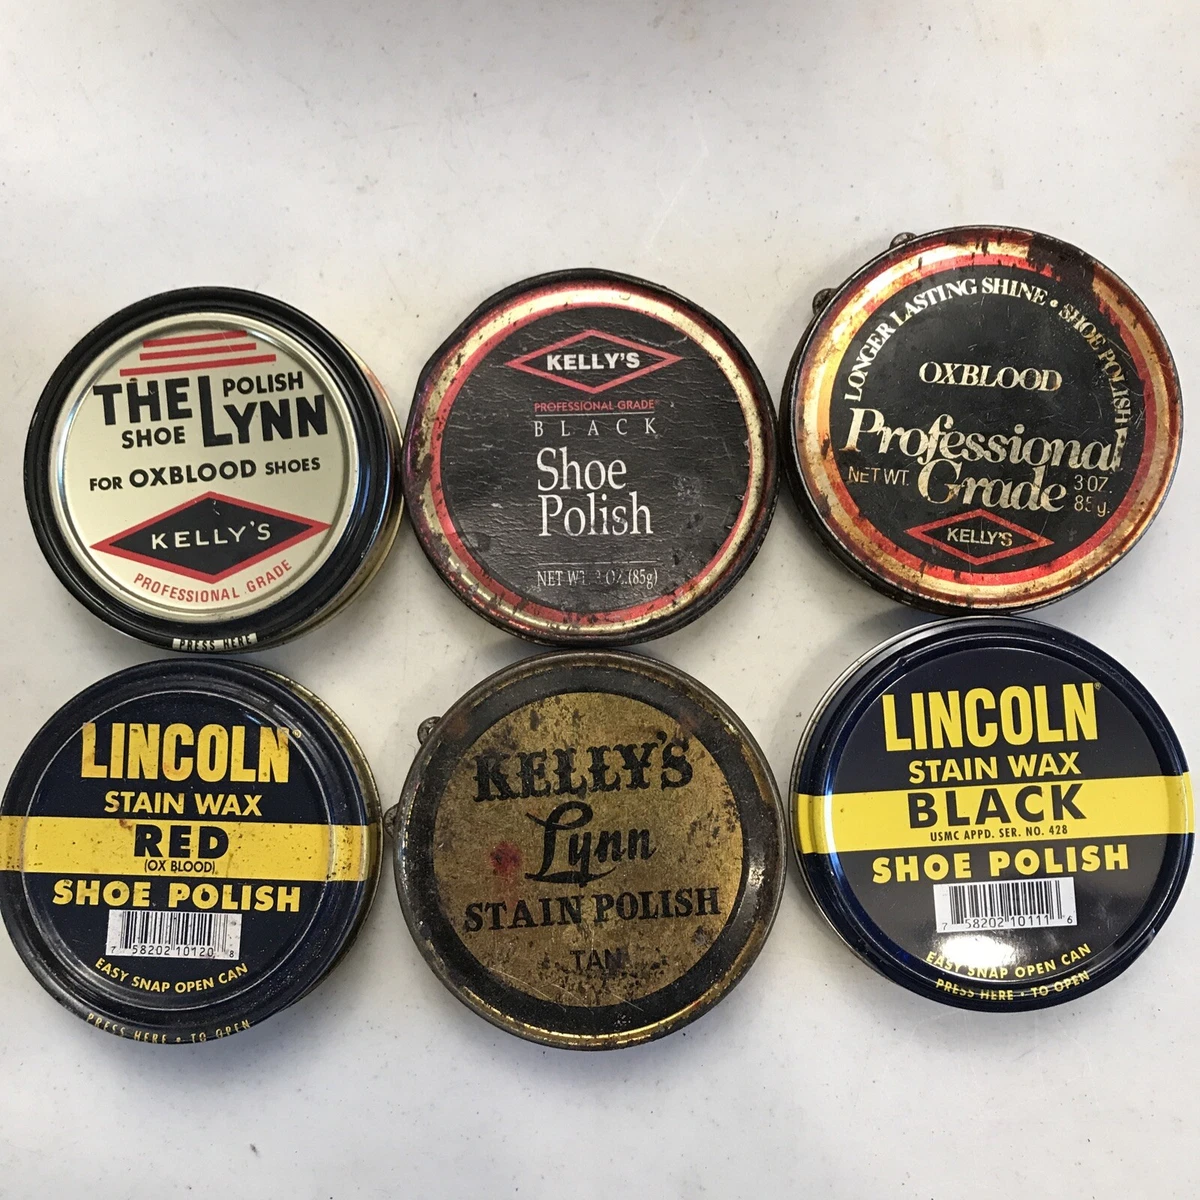 THE POLISH
SHOE LYNN
FOR OXBLOOD SHOES
KELLY'S
PROFESSIONAL GRADE
PRESS HERE
KELLY'S
PROFESSIONAL GRADE
BLACK
Shoe
Polish
NET WT. 3 OZ.(85g)
LONGER LASTING SHINE • SHOE POLISH
OXBLOOD
Professional
Grade
NET WT. 3 OZ.
85 g.
KELLY'S
LINCOLN®
STAIN WAX
RED
(OX BLOOD)
SHOE POLISH
7 58202 10120 8
EASY SNAP OPEN CAN
PRESS HERE • TO OPEN
KELLY'S
Lynn
STAIN POLISH
TAN
LINCOLN®
STAIN WAX
BLACK
USMC APPD. SER. NO. 428
SHOE POLISH
7 58202 10111 6
EASY SNAP OPEN CAN
PRESS HERE • TO OPEN